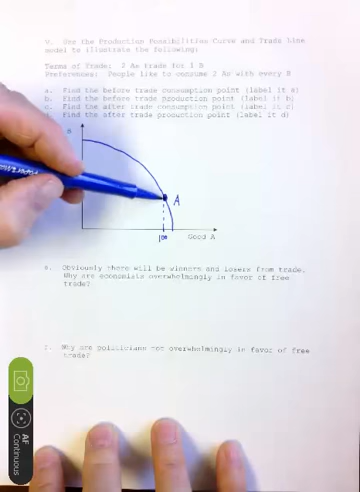 V. Use the Production Possibilities Curve and Trade Line
model to illustrate the following:
Terms of Trade: 2 As trade for 1 B
Preferences: People like to consume 2 As with every B
a. Find the before trade consumption point (label it a)
b. Find the before trade production point (label it b)
c. Find the after trade consumption point (label it c)
d. Find the after trade production point (label it d)
B
A
100
Good A
e. Obviously there will be winners and losers from trade.
Why are economists overwhelmingly in favor of free
trade?
f. Why are politicians not overwhelmingly in favor of free
trade?
AF
Continuous